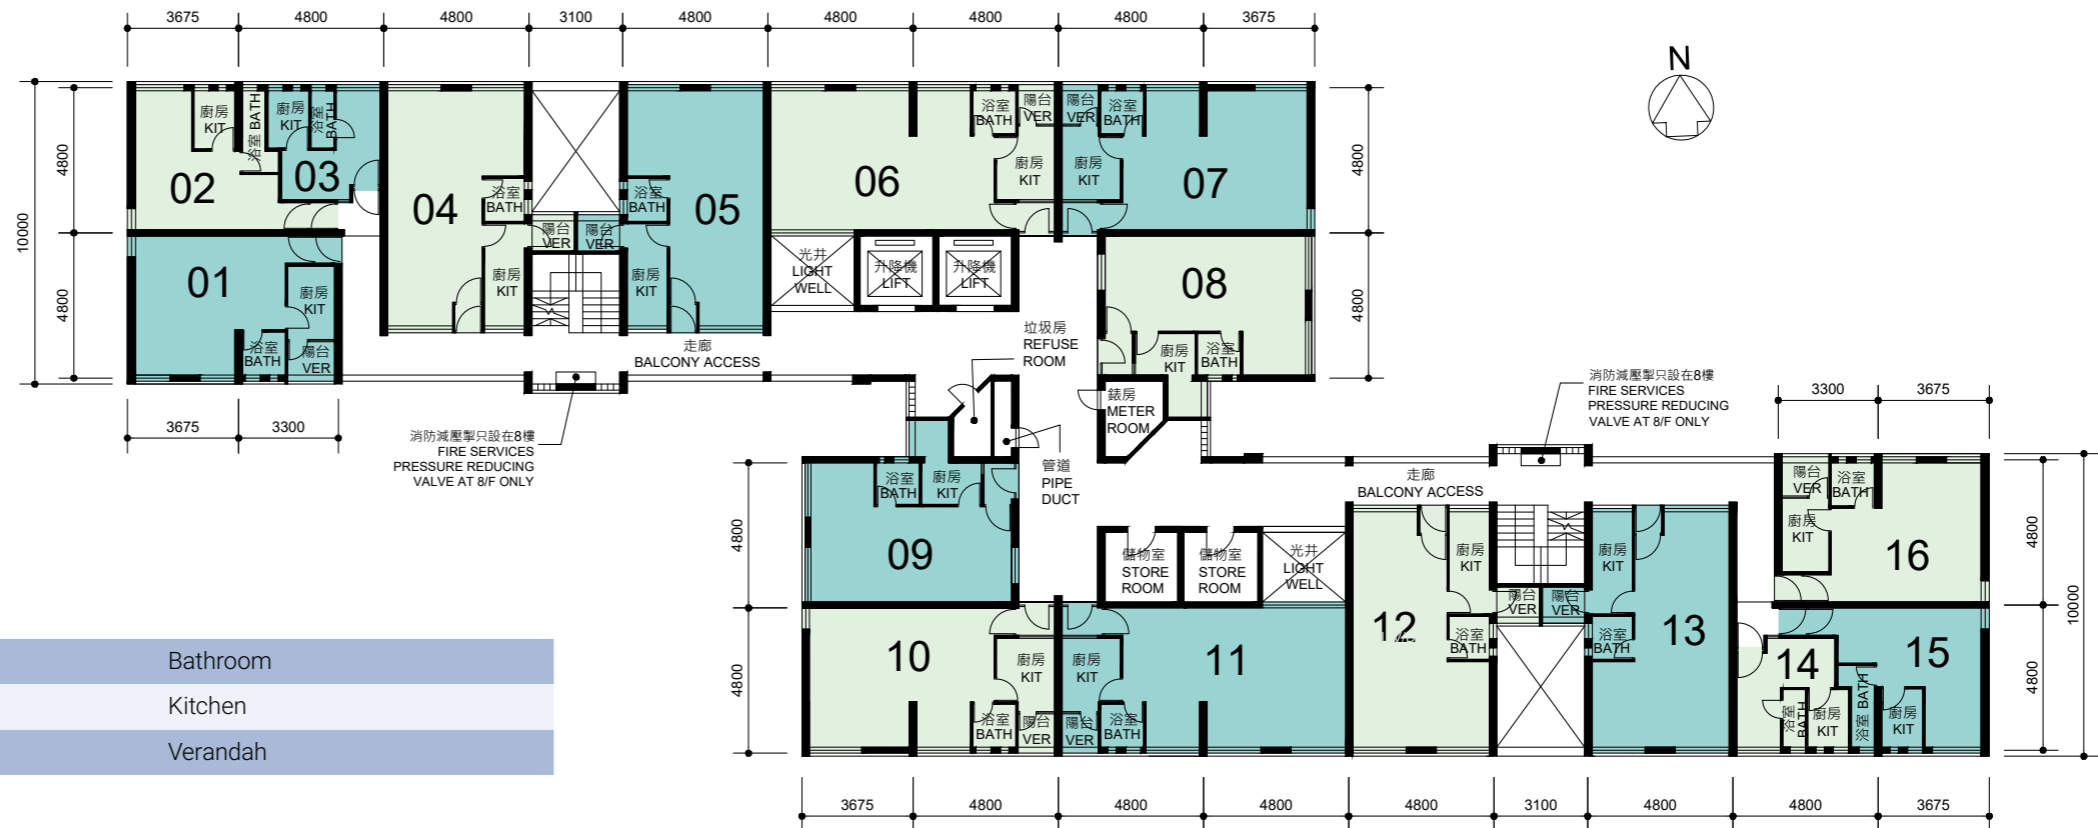 3675 4800 4800 3100 4800 4800 4800 4800 3675
N
10000
4800
4800
4800
4800
廚房
KIT
浴室 BATH
廚房
KIT
浴室
BATH
02
03
04
浴室
BATH
陽台
VER
廚房
KIT
05
浴室
BATH
陽台
VER
廚房
KIT
06
浴室
BATH
陽台
VER
廚房
KIT
陽台
VER
浴室
BATH
廚房
KIT
07
01
廚房
KIT
浴室
BATH
陽台
VER
光井
LIGHT
WELL
升降機
LIFT
升降機
LIFT
08
廚房
KIT
浴室
BATH
垃圾房
REFUSE
ROOM
走廊
BALCONY ACCESS
錶房
METER
ROOM
3675 3300
消防減壓掣只設在8樓
FIRE SERVICES
PRESSURE REDUCING
VALVE AT 8/F ONLY
消防減壓掣只設在8樓
FIRE SERVICES
PRESSURE REDUCING
VALVE AT 8/F ONLY
3300 3675
管道
PIPE
DUCT
走廊
BALCONY ACCESS
4800
4800
浴室
BATH
廚房
KIT
09
儲物室
STORE
ROOM
儲物室
STORE
ROOM
光井
LIGHT
WELL
廚房
KIT
陽台
VER
浴室
BATH
12
廚房
KIT
陽台
VER
浴室
BATH
13
陽台
VER
浴室
BATH
廚房
KIT
16
4800
4800
10000
10
廚房
KIT
浴室
BATH
陽台
VER
廚房
KIT
陽台
VER
浴室
BATH
11
14
浴室
BATH
廚房
KIT
浴室 BATH
廚房
KIT
15
Bathroom
Kitchen
Verandah
3675 4800 4800 4800 4800 3100 4800 4800 3675